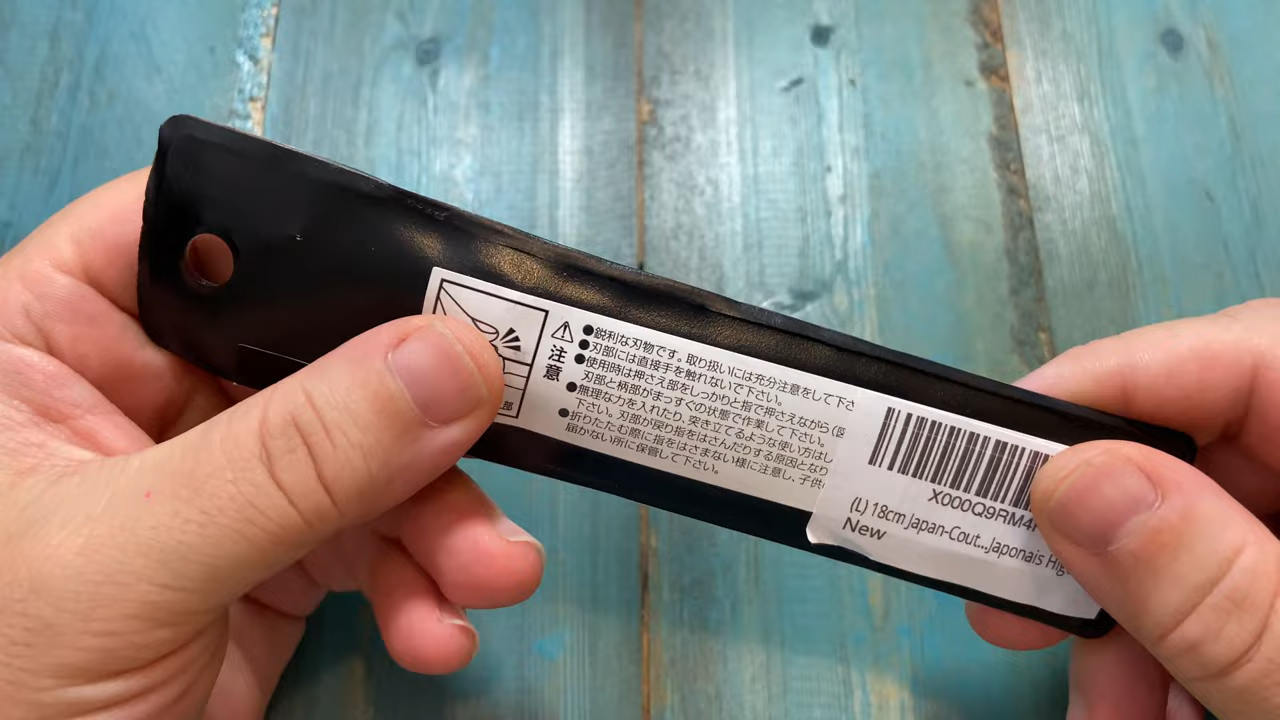 注意
●鋭利な刃物です。取り扱いには充分注意をして下さ
●刃部には直接手を触れないで下さい。
●使用時は押さえ部をしっかりと指で押さえながら(図
刃部と柄部がまっすぐの状態で作業して下さい。
●無理な力を入れたり、突き立てるような使い方はし
下さい。刃部が戻り指をはさんだりする原因となり
●折りたたむ際に指をはさまない様に注意し、子供
届かない所に保管して下さい。
部
X000Q9RM4
(L) 18cm Japan-Cout...Japonais Hig
New